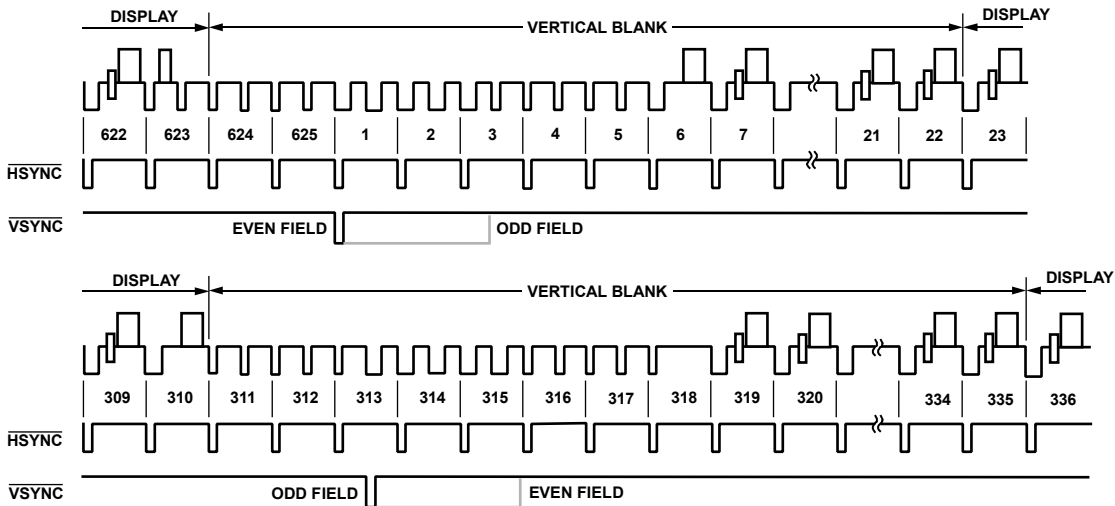 DISPLAY VERTICAL BLANK DISPLAY
622 623 624 625 1 2 3 4 5 6 7 21 22 23
HSYNC
VSYNC EVEN FIELD ODD FIELD
DISPLAY VERTICAL BLANK DISPLAY
309 310 311 312 313 314 315 316 317 318 319 320 334 335 336
HSYNC
VSYNC ODD FIELD EVEN FIELD